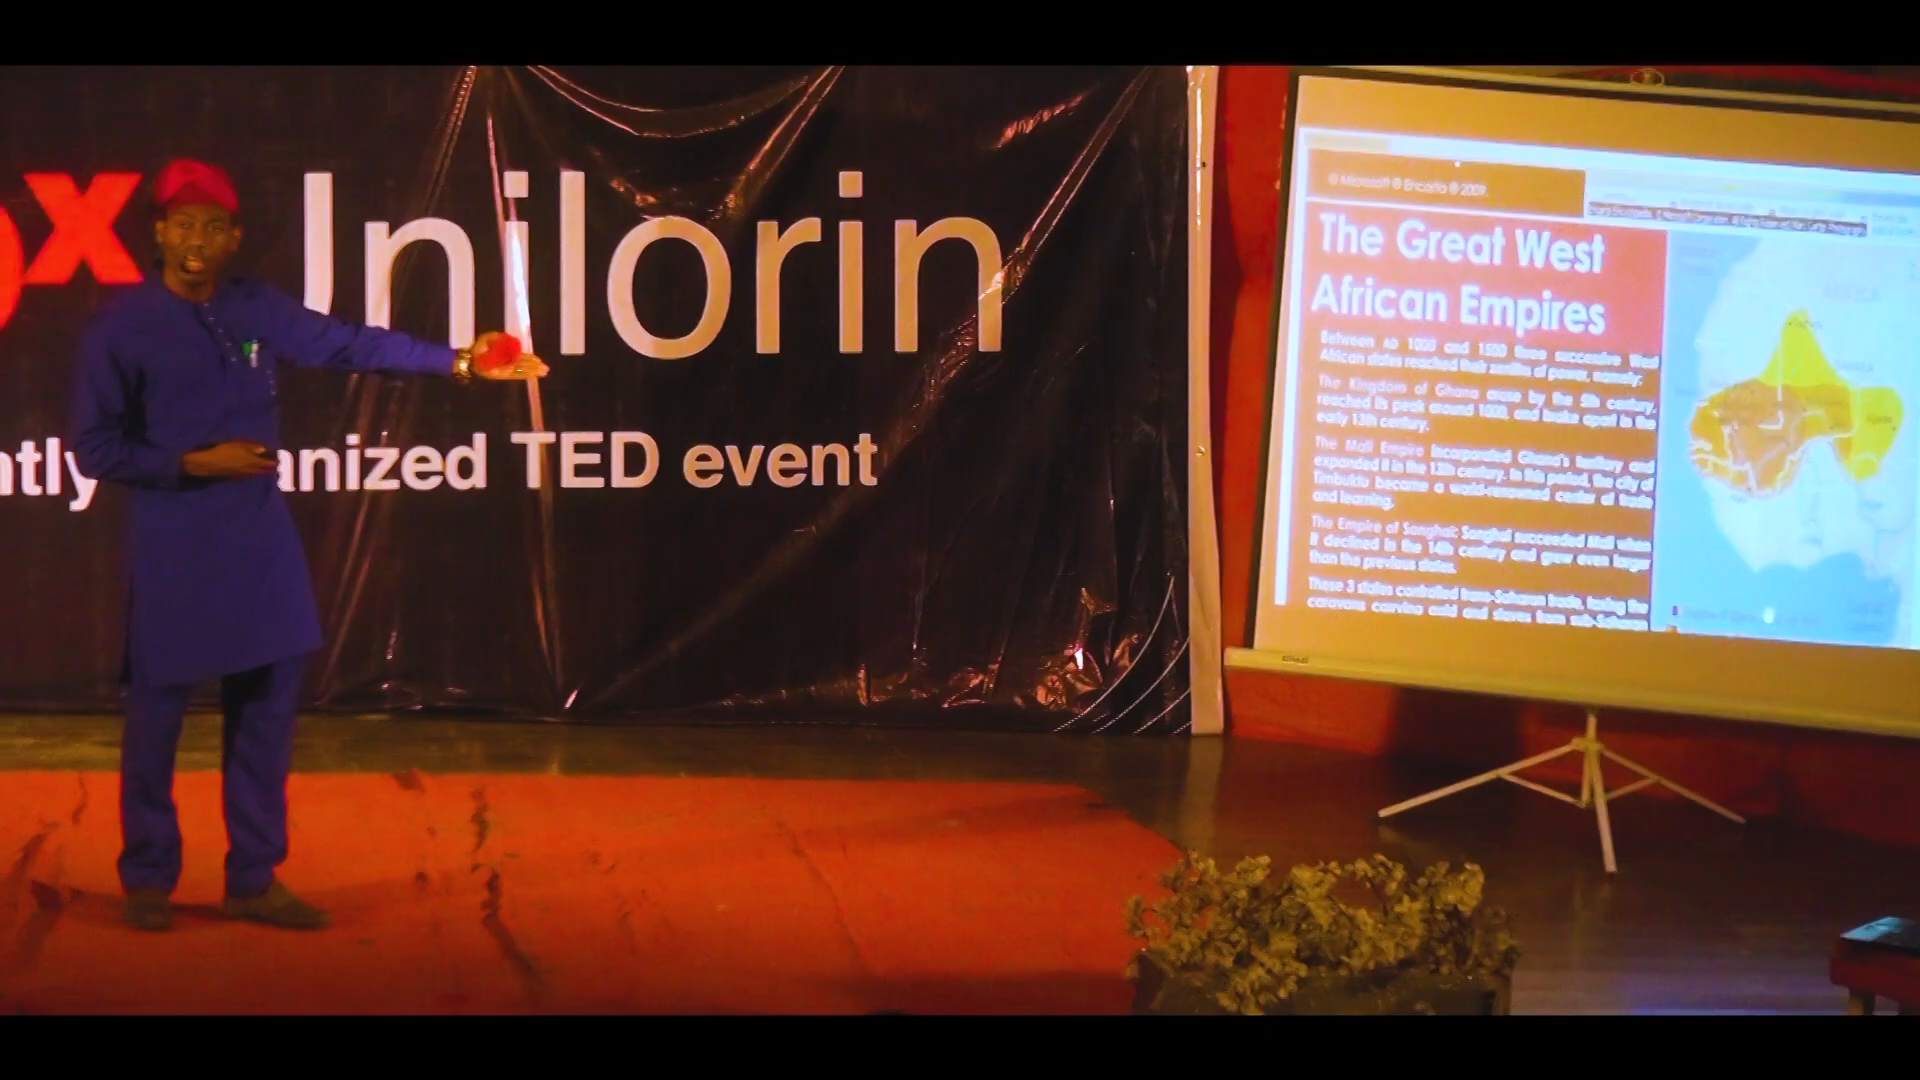 x
Unilorin
ntly
anized TED event
© Microsoft ® Encarta ® 2009.
The Great West
African Empires
Between AD 1000 and 1500 three successive West
African states reached their zeniths of power, namely;
The Kingdom of Ghana arose by the 5th century,
reached its peak around 1000, and broke apart in the
early 13th century.
The Mali Empire incorporated Ghana's territory and
expanded it in the 13th century. In this period, the city of
Timbuktu became a world-renowned center of trade
and learning.
The Empire of Songhai: Songhai succeeded Mali when
it declined in the 14th century and grew even larger
than the previous states.
These 3 states controlled trans-Saharan trade, taxing the
caravans carrying gold and slaves from sub-Saharan
AFRICA